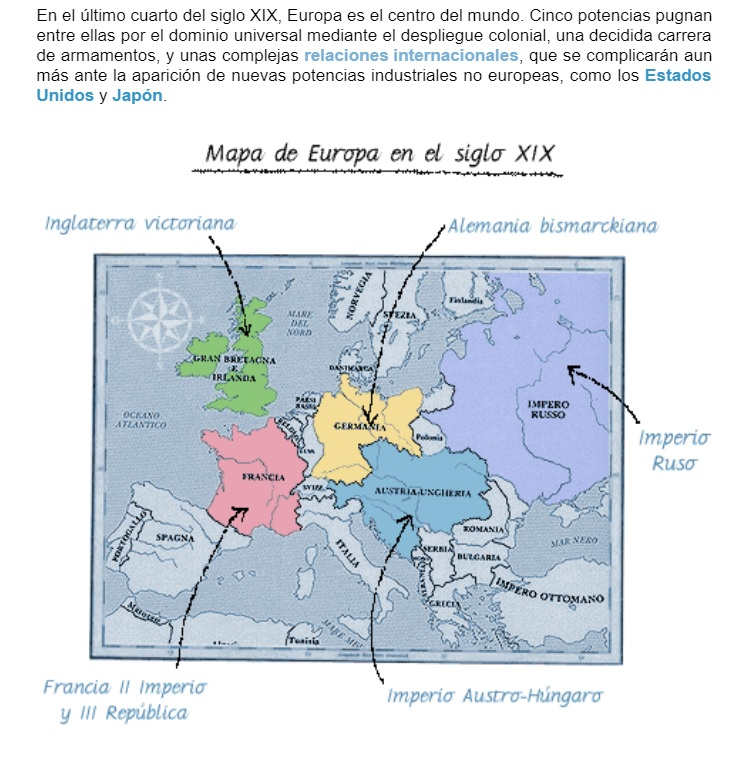 En el último cuarto del siglo XIX, Europa es el centro del mundo. Cinco potencias pugnan
entre ellas por el dominio universal mediante el despliegue colonial, una decidida carrera
de armamentos, y unas complejas relaciones internacionales, que se complicarán aun
más ante la aparición de nuevas potencias industriales no europeas, como los Estados
Unidos y Japón.
Mapa de Europa en el siglo XIX
Inglaterra victoriana
Alemania bismarckiana
NORVEGIA
SVEZIA
Finlandia
MARE
DEL
NORD
GRAN BRETAGNA
E
IRLANDA
DANIMARCA
OCEANO
ATLANTICO
PAESI
BASSI
BELGIO
LUSS.
GERMANIA
Polonia
IMPERO
RUSSO
Imperio
Ruso
FRANCIA
SVIZZ.
AUSTRIA-UNGHERIA
PORTOGALLO
SPAGNA
ITALIA
ROMANIA
SERBIA
BULGARIA
MAR NERO
IMPERO OTTOMANO
GRECIA
Marocco
Tunisia
Francia II Imperio
y III República
Imperio Austro-Húngaro